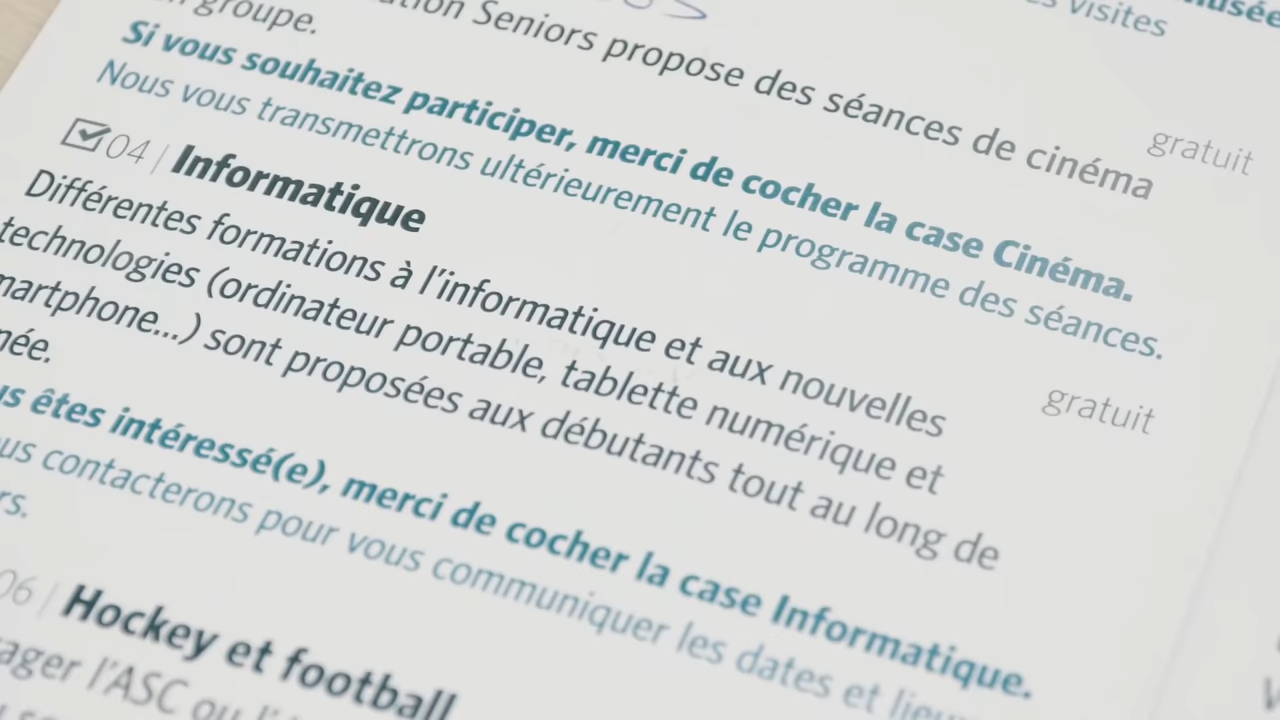 groupe.
Seniors propose des séances de cinéma
visites
gratuit
Si vous souhaitez participer, merci de cocher la case Cinéma.
Nous vous transmettrons ultérieurement le programme des séances.
04 | Informatique
gratuit
Différentes formations à l'informatique et aux nouvelles
technologies (ordinateur portable, tablette numérique et
martphone...) sont proposées aux débutants tout au long de
née.
us êtes intéressé(e), merci de cocher la case Informatique.
ous contacterons pour vous communiquer les dates et lieux
rs.
06 | Hockey et football
ager l'ASC ou l'